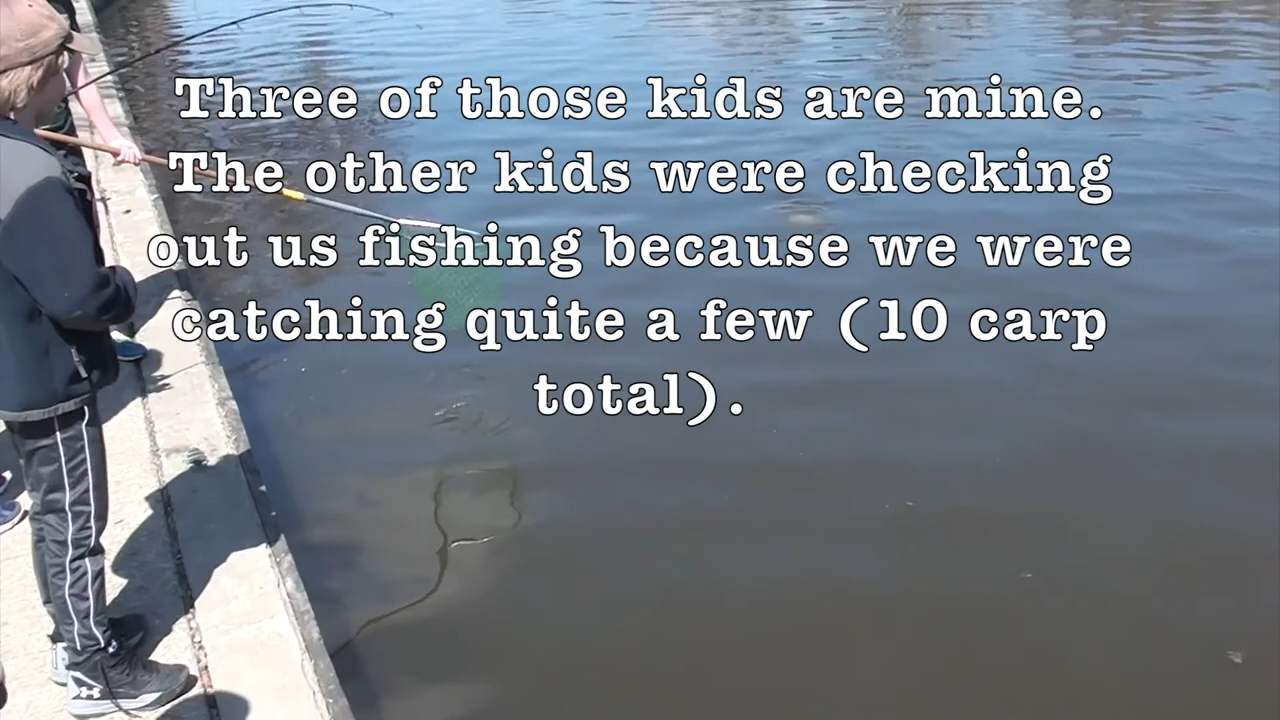 Three of those kids are mine.
The other kids were checking
out us fishing because we were
catching quite a few (10 carp
total).